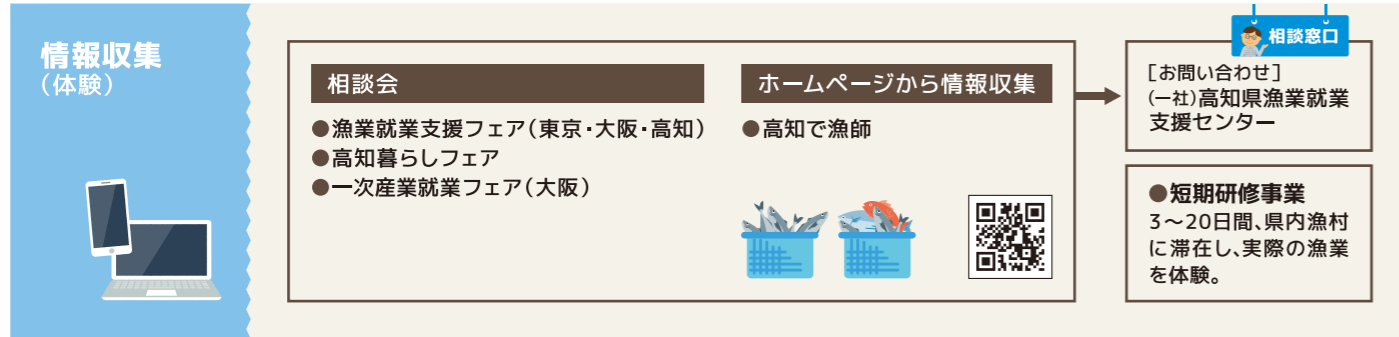 情報収集
（体験）
相談会
●漁業就業支援フェア（東京・大阪・高知）
●高知暮らしフェア
●一次産業就業フェア（大阪）
ホームページから情報収集
●高知で漁師
相談窓口
［お問い合わせ］
（一社）高知県漁業就業
支援センター
●短期研修事業
3～20日間、県内漁村
に滞在し、実際の漁業
を体験。